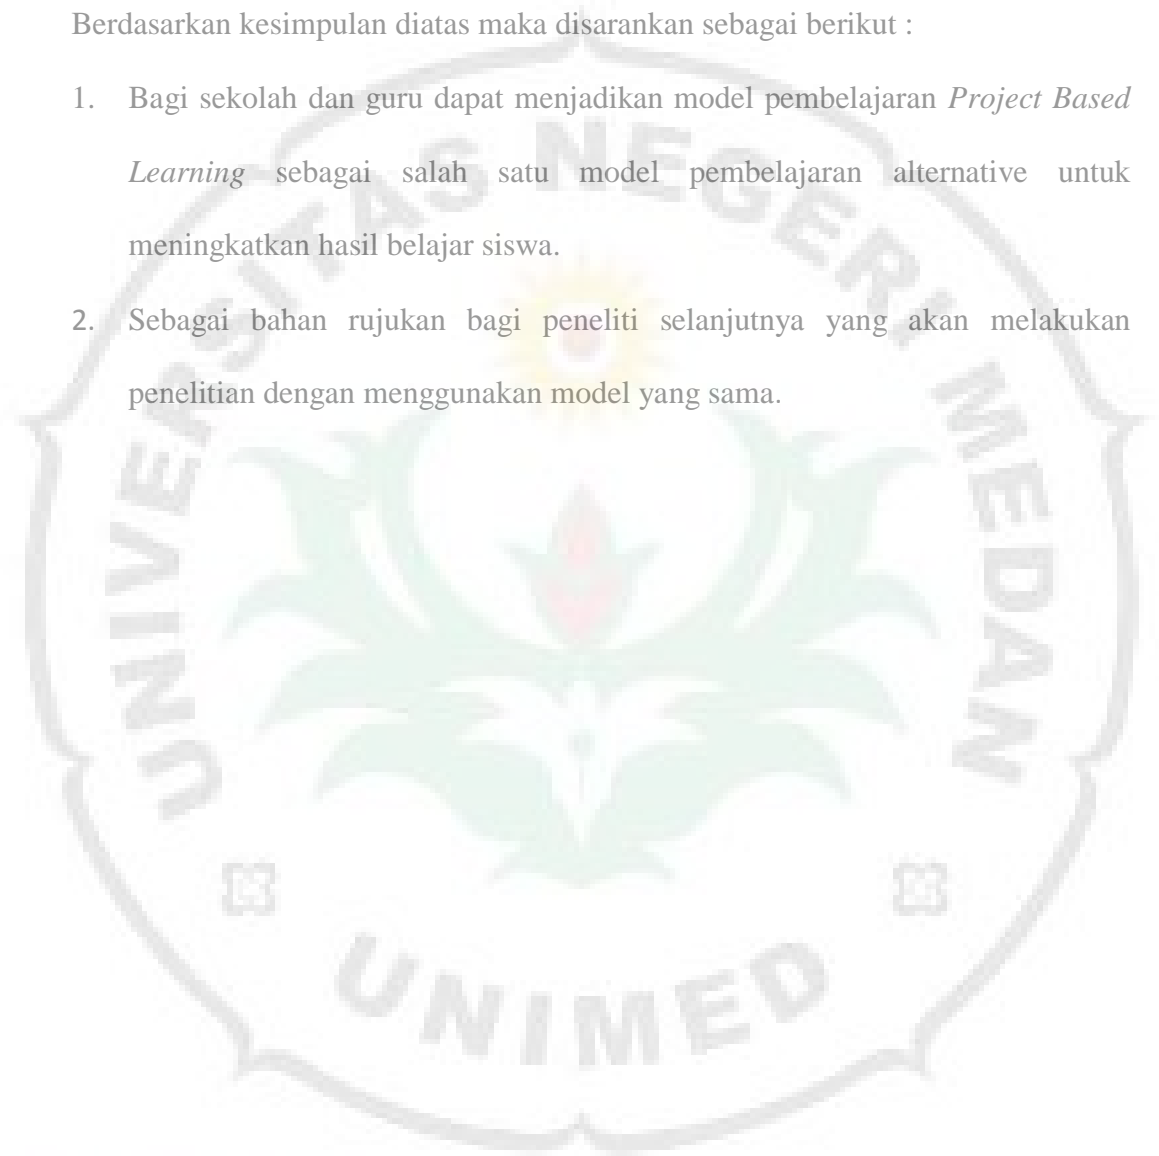 Berdasarkan kesimpulan diatas maka disarankan sebagai berikut :
1. Bagi sekolah dan guru dapat menjadikan model pembelajaran Project Based
Learning sebagai salah satu model pembelajaran alternative untuk
meningkatkan hasil belajar siswa.
2. Sebagai bahan rujukan bagi peneliti selanjutnya yang akan melakukan
penelitian dengan menggunakan model yang sama.
UNIVERSITAS NEGERI MEDAN
UNIMED